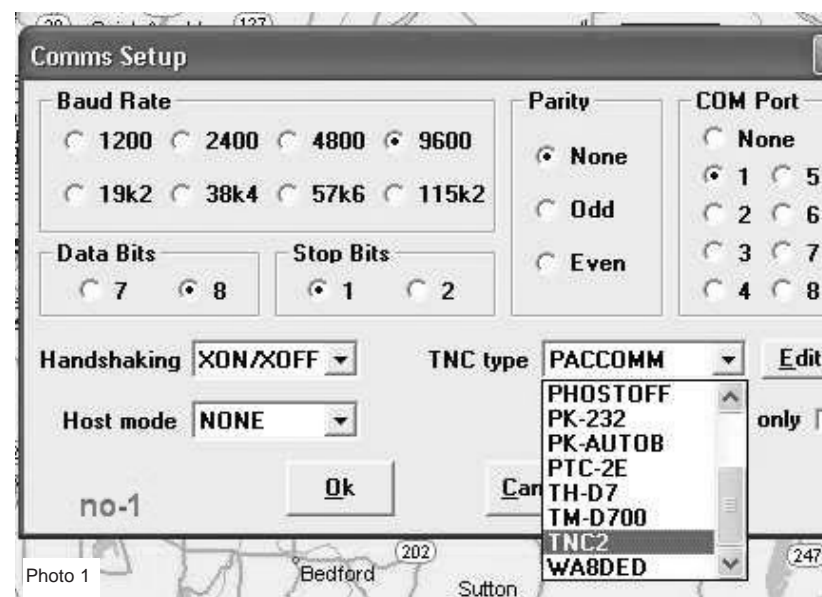 127
Comms Setup
Baud Rate
1200 2400 4800 9600
19k2 38k4 57k6 115k2
Parity
None
Odd
Even
COM Port
None
1 5
2 6
3 7
4 8
Data Bits
7 8
Stop Bits
1 2
Handshaking XON/XOFF
TNC type PACCOMM
Edit
Host mode NONE
only
PHOSTOFF
PK-232
PK-AUTOB
PTC-2E
TH-D7
TM-D700
TNC2
WA8DED
Ok
Can
no-1
202
247
Photo 1
Bedford
Sutton